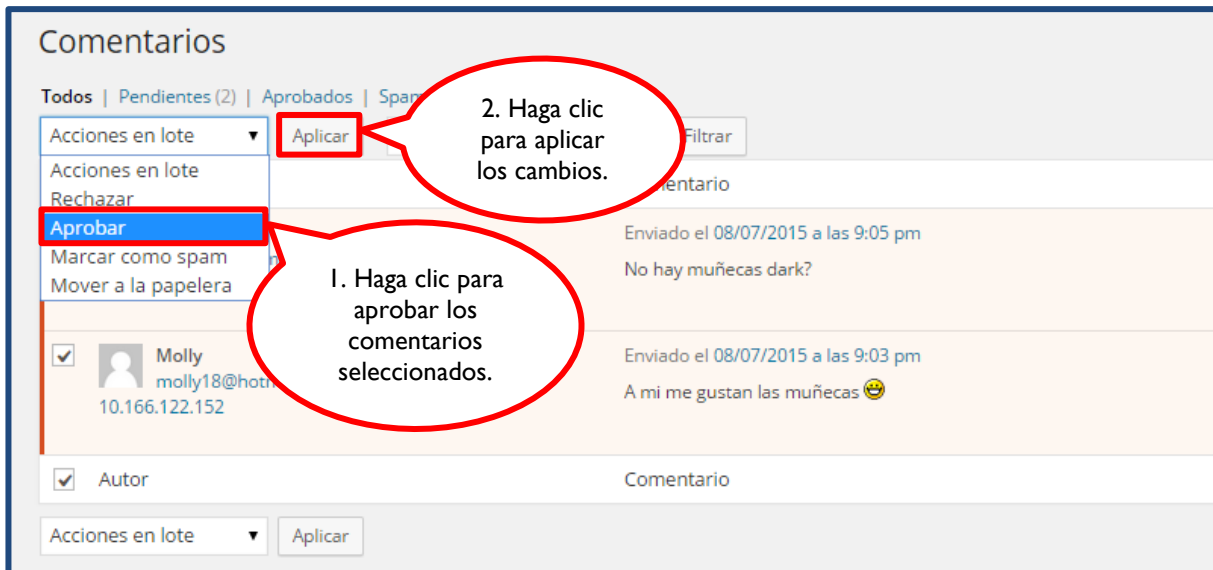 Comentarios
Todos | Pendientes (2) | Aprobados | Spam
Acciones en lote Aplicar Filtrar
Acciones en lote
Rechazar
Aprobar
Marcar como spam
Mover a la papelera
2. Haga clic
para aplicar
los cambios.
Enviado el 08/07/2015 a las 9:05 pm
No hay muñecas dark?
1. Haga clic para
aprobar los
comentarios
seleccionados.
Molly
10.166.122.152
Enviado el 08/07/2015 a las 9:03 pm
A mi me gustan las muñecas
Autor Comentario
Acciones en lote Aplicar